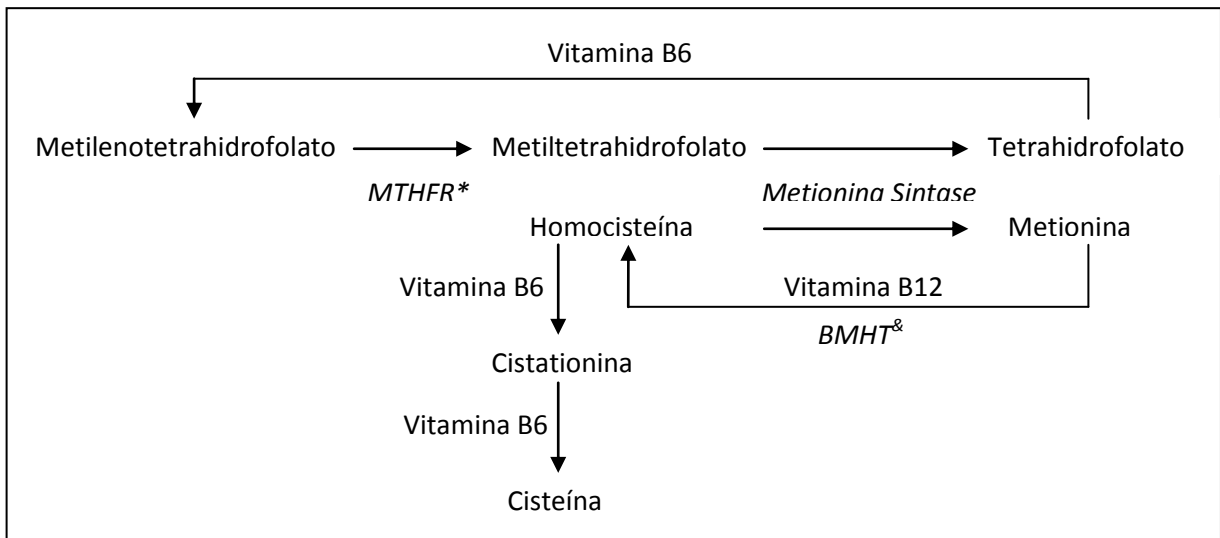 Vitamina B6
Metilenotetrahidrofolato Metiltetrahidrofolato Tetrahidrofolato
MTHFR* Metionina Sintase
Homocisteína Metionina
Vitamina B6 Vitamina B12
BMHT&
Cistationina
Vitamina B6
Cisteína